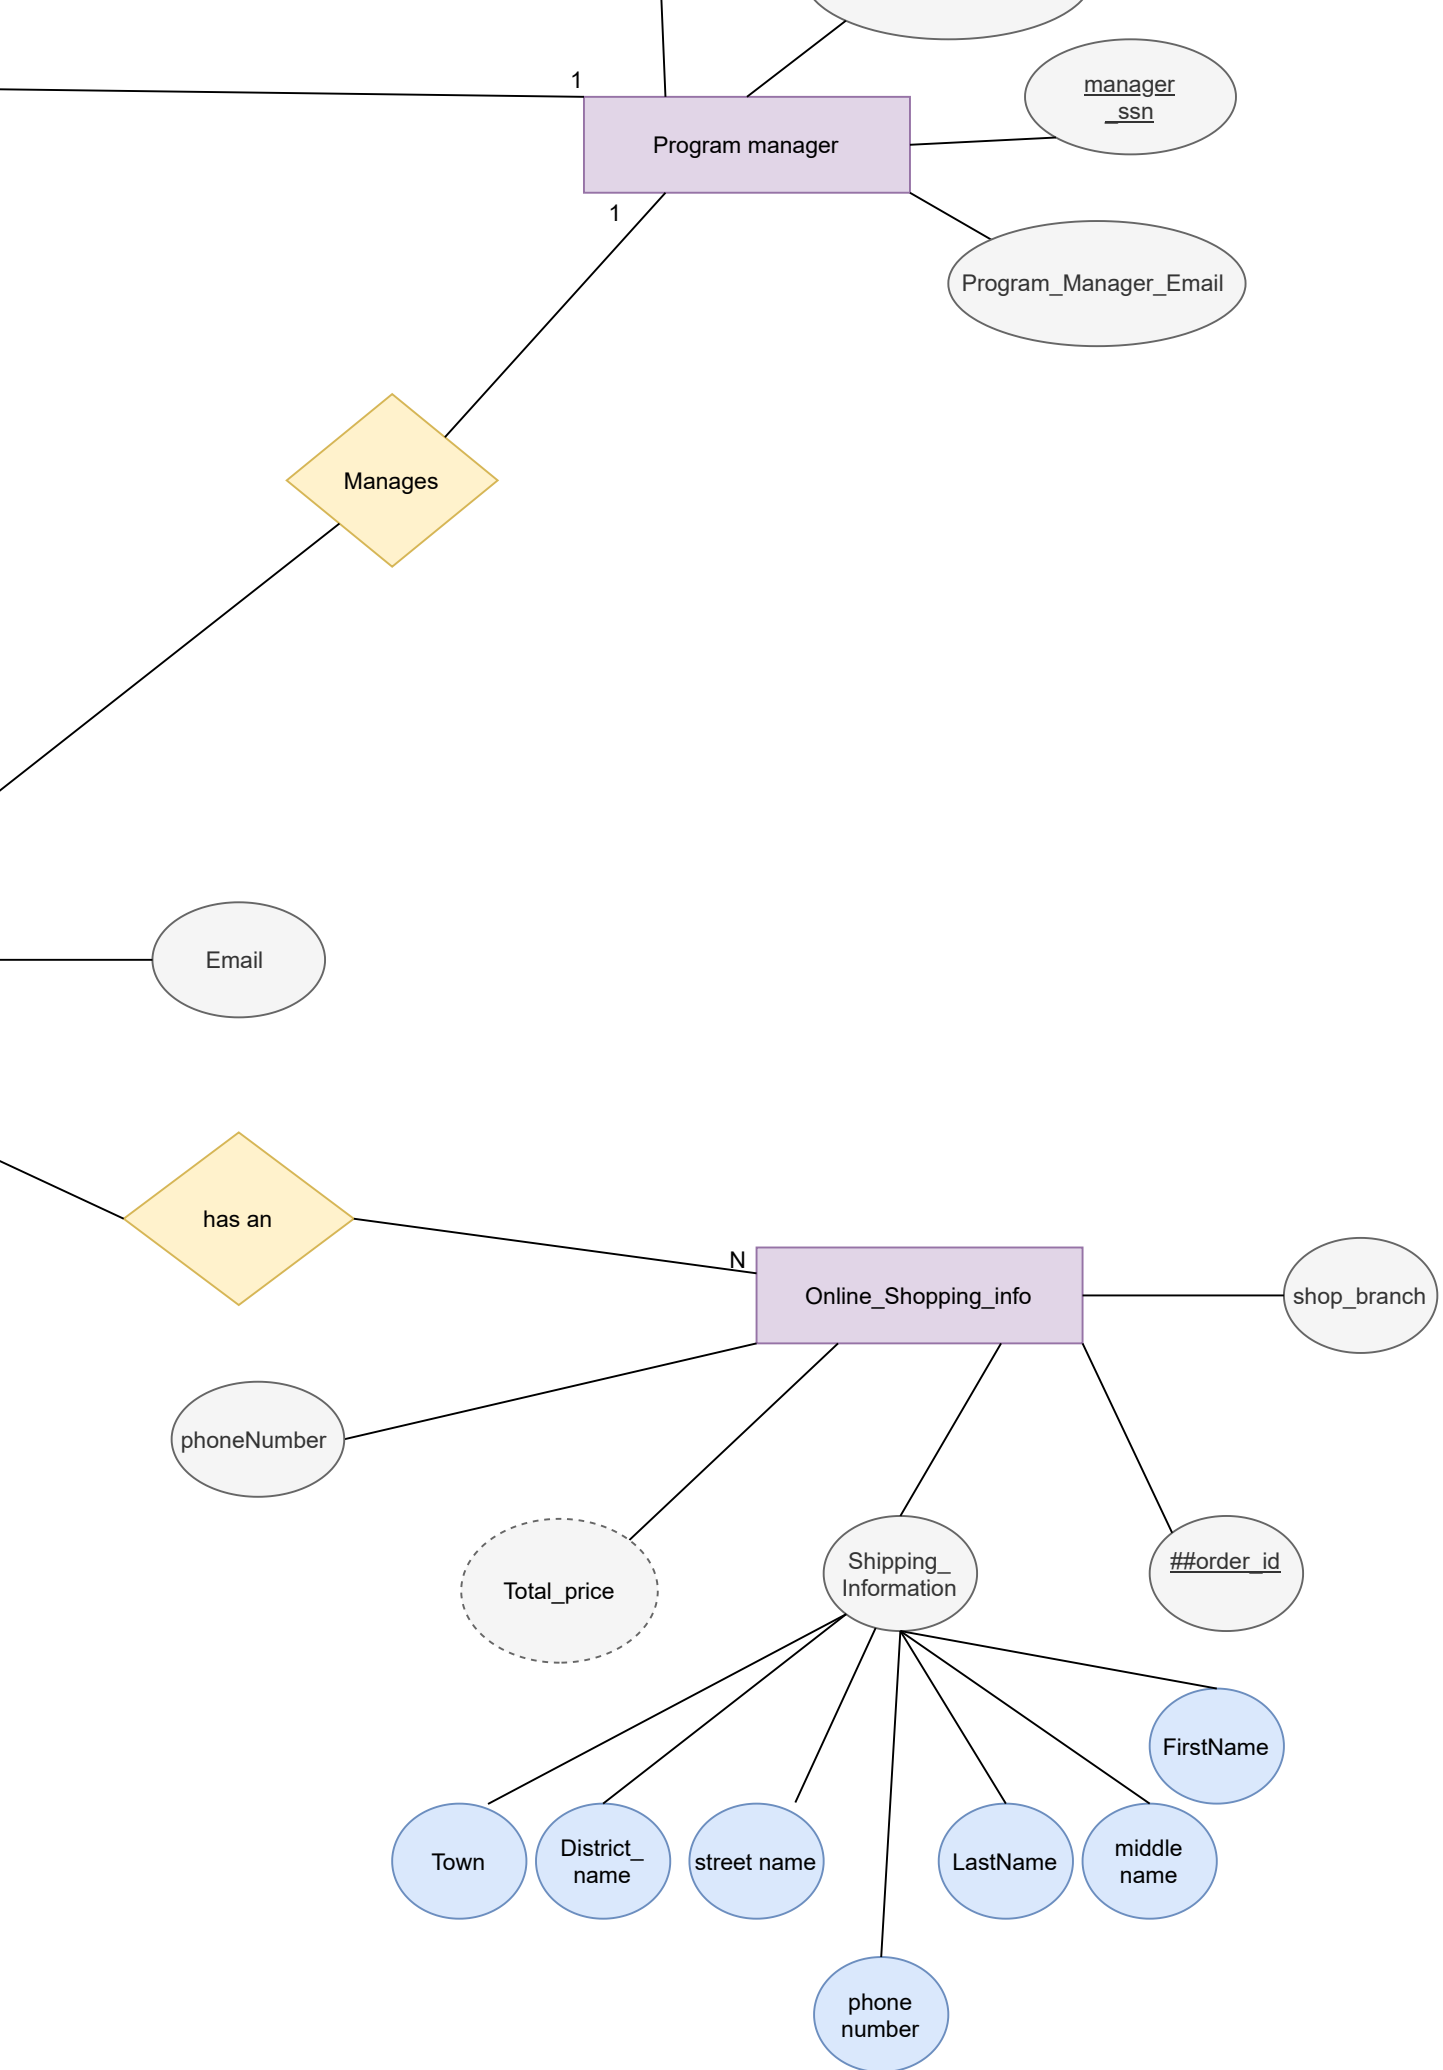 1
manager
_ssn
Program manager
1
Program_Manager_Email
Manages
Email
has an
N
Online_Shopping_info
shop_branch
phoneNumber
Total_price
Shipping_
Information
##order_id
FirstName
Town
District_
name
street name
LastName
middle
name
phone
number